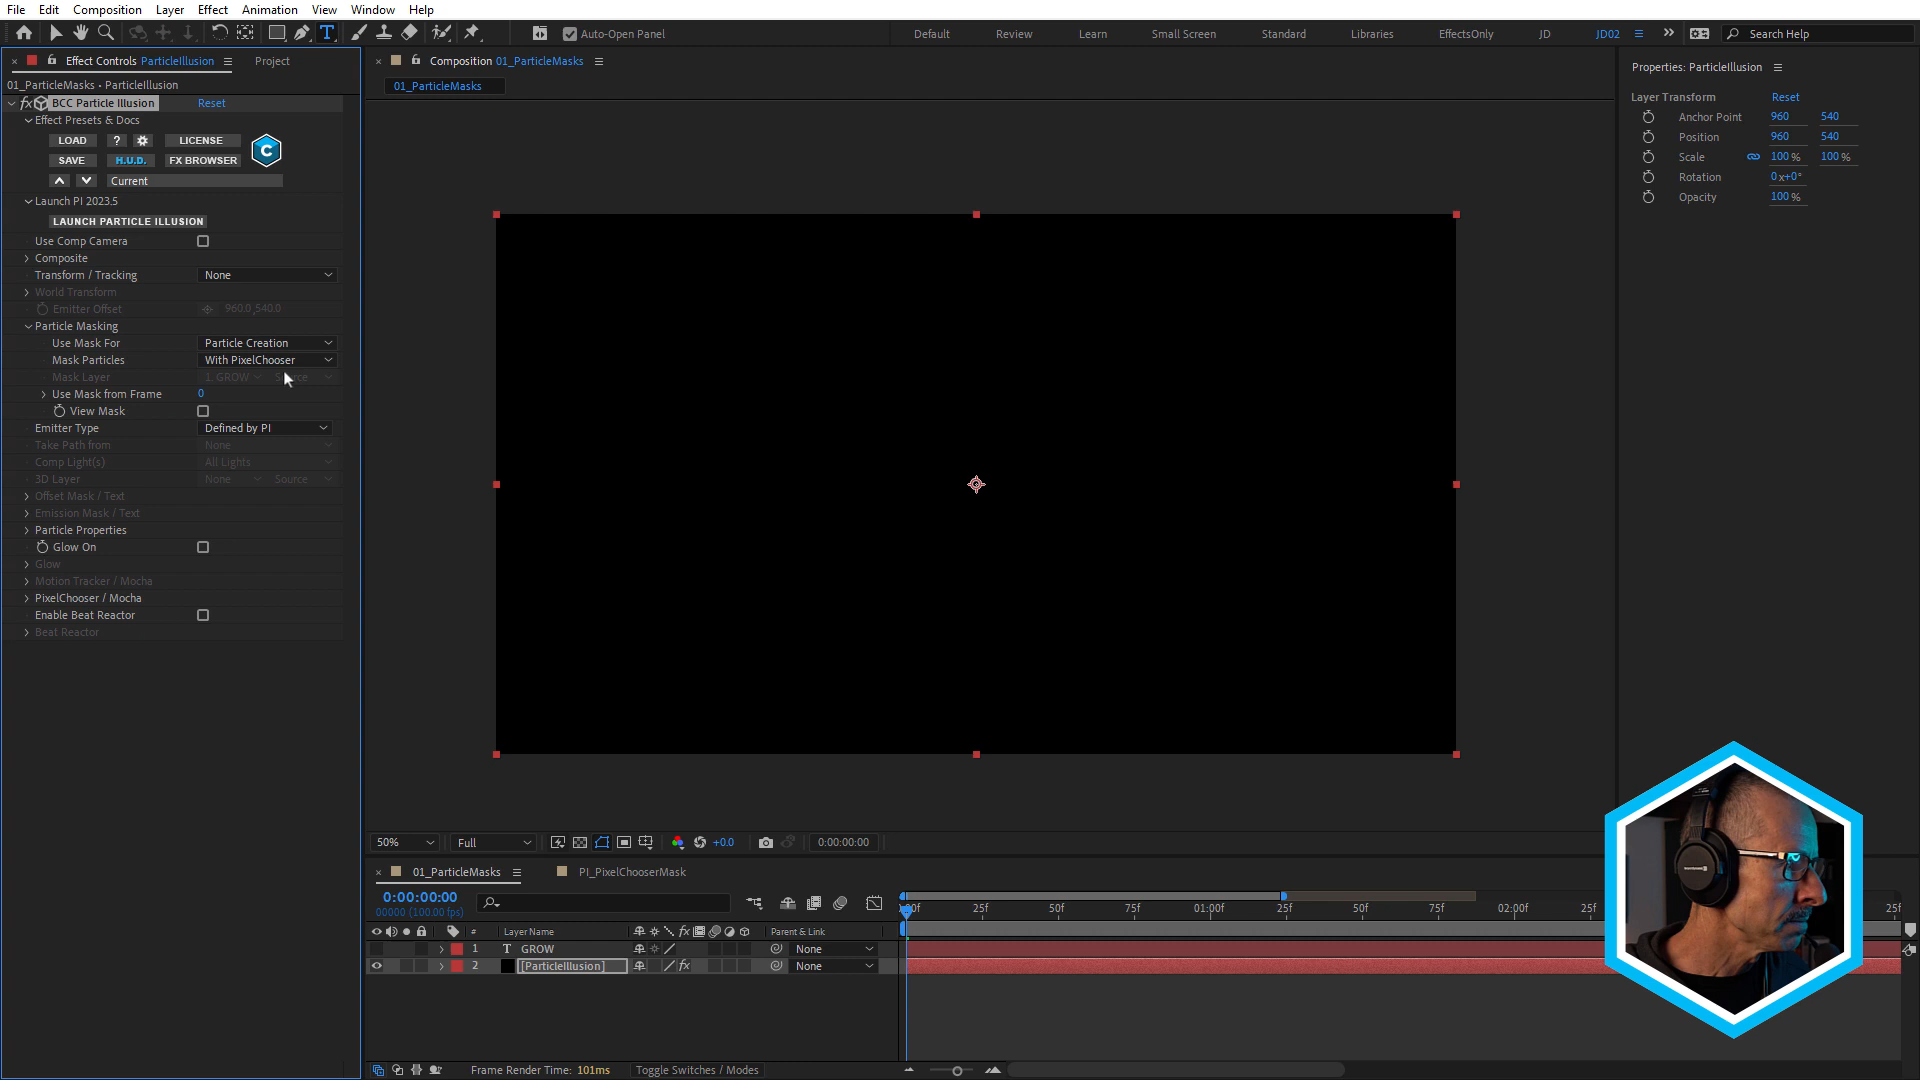 File Edit Composition Layer Effect Animation View Window Help
Auto-Open Panel Default Review Learn Small Screen Standard Libraries EffectsOnly JD JD02 Search Help
Effect Controls ParticleIllusion Project
01_ParticleMasks • ParticleIllusion
fx BCC Particle Illusion Reset
Effect Presets & Docs
LOAD ? LICENSE
SAVE H.U.D. FX BROWSER
Current
Launch PI 2023.5
LAUNCH PARTICLE ILLUSION
Use Comp Camera
Composite
Transform / Tracking None
World Transform
Emitter Offset 960.0,540.0
Particle Masking
Use Mask For Particle Creation
Mask Particles With PixelChooser
Mask Layer 1. GROW Source
Use Mask from Frame 0
View Mask
Emitter Type Defined by PI
Take Path from None
Comp Light(s) All Lights
3D Layer None Source
Offset Mask / Text
Emission Mask / Text
Particle Properties
Glow On
Glow
Motion Tracker / Mocha
PixelChooser / Mocha
Enable Beat Reactor
Beat Reactor
Composition 01_ParticleMasks
01_ParticleMasks
Properties: ParticleIllusion
Layer Transform Reset
Anchor Point 960 540
Position 960 540
Scale 100 % 100 %
Rotation 0x+0°
Opacity 100 %
50% Full +0.0 0:00:00:00
01_ParticleMasks PI_PixelChooserMask
0:00:00:00
00000 (100.00 fps)
:00f 25f 50f 75f 01:00f 25f 50f 75f 02:00f 25f 25f
# Layer Name Parent & Link
1 T GROW None
2 [ParticleIllusion] fx None
Frame Render Time: 101ms Toggle Switches / Modes